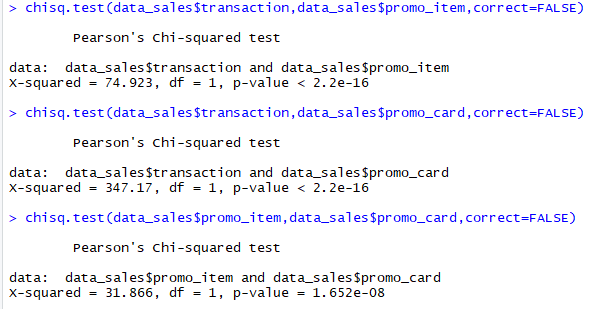 > chisq.test(data_sales$transaction,data_sales$promo_item,correct=FALSE)
Pearson's Chi-squared test
data:  data_sales$transaction and data_sales$promo_item
X-squared = 74.923, df = 1, p-value < 2.2e-16
> chisq.test(data_sales$transaction,data_sales$promo_card,correct=FALSE)
Pearson's Chi-squared test
data:  data_sales$transaction and data_sales$promo_card
X-squared = 347.17, df = 1, p-value < 2.2e-16
> chisq.test(data_sales$promo_item,data_sales$promo_card,correct=FALSE)
Pearson's Chi-squared test
data:  data_sales$promo_item and data_sales$promo_card
X-squared = 31.866, df = 1, p-value = 1.652e-08